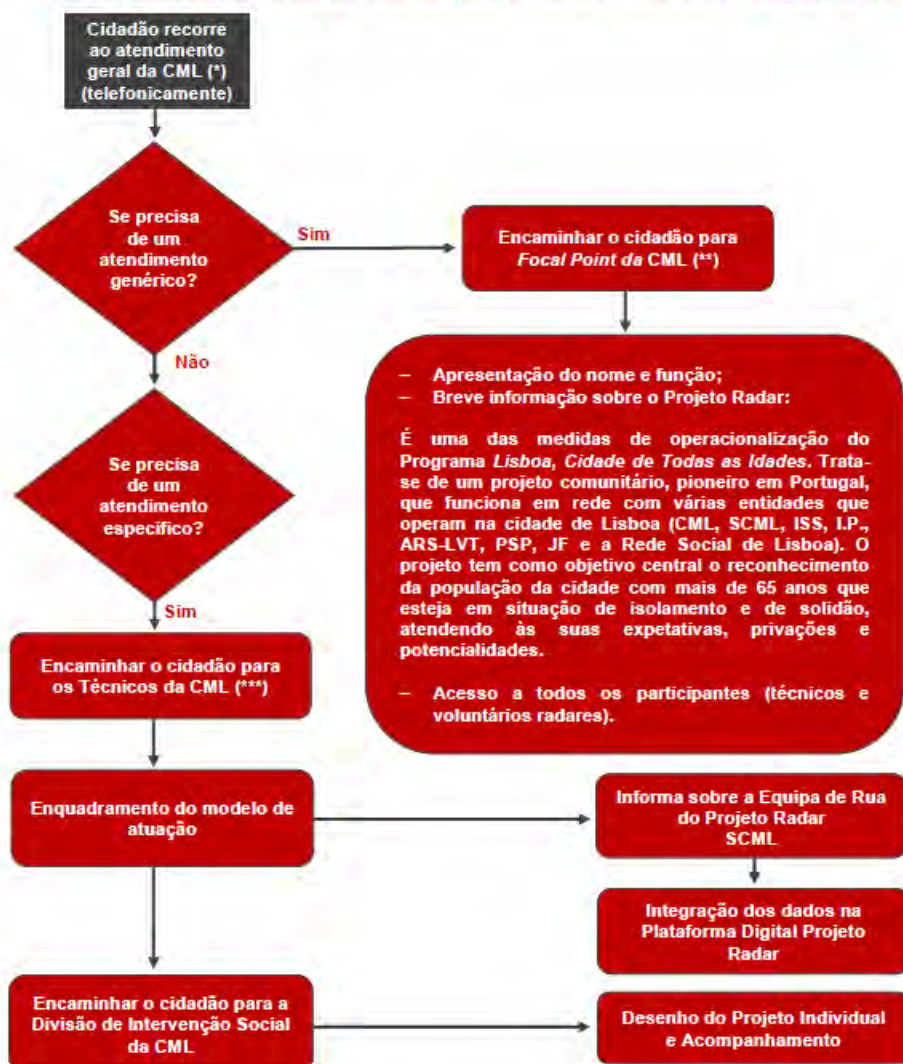 Cidadão recorre
ao atendimento
geral da CML (*)
(telefonicamente)
Se precisa
de um
atendimento
genérico?
Sim
Encaminhar o cidadão para
Focal Point da CML (**)
Não
– Apresentação do nome e função;
– Breve informação sobre o Projeto Radar:
É uma das medidas de operacionalização do
Programa Lisboa, Cidade de Todas as Idades. Trata-
se de um projeto comunitário, pioneiro em Portugal,
que funciona em rede com várias entidades que
operam na cidade de Lisboa (CML, SCML, ISS, I.P.,
ARS-LVT, PSP, JF e a Rede Social de Lisboa). O
projeto tem como objetivo central o reconhecimento
da população da cidade com mais de 65 anos que
esteja em situação de isolamento e de solidão,
atendendo às suas expetativas, privações e
potencialidades.
– Acesso a todos os participantes (técnicos e
voluntários radares).
Se precisa
de um
atendimento
específico?
Sim
Encaminhar o cidadão para
os Técnicos da CML (***)
Enquadramento do modelo de
atuação
Informa sobre a Equipa de Rua
do Projeto Radar
SCML
Integração dos dados na
Plataforma Digital Projeto
Radar
Encaminhar o cidadão para a
Divisão de Intervenção Social
da CML
Desenho do Projeto Individual
e Acompanhamento